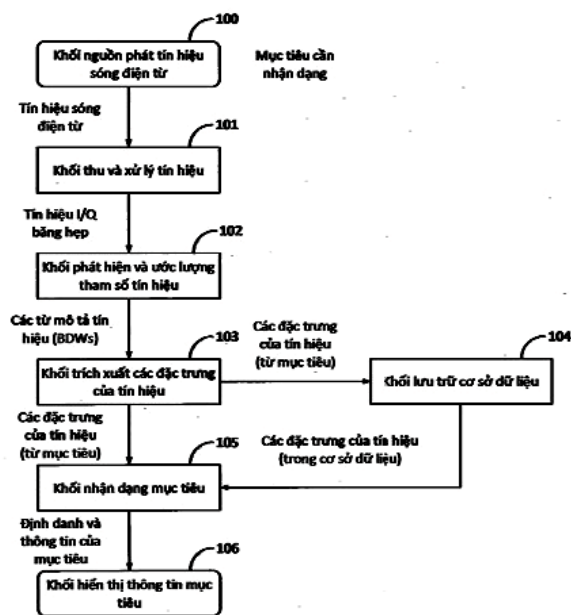 100
Khối nguồn phát tín hiệu
sóng điện từ
Mục tiêu cần
nhận dạng
Tín hiệu sóng
điện từ
101
Khối thu và xử lý tín hiệu
Tín hiệu I/Q
băng hẹp
102
Khối phát hiện và ước lượng
tham số tín hiệu
Các từ mô tả tín
hiệu (BDWs)
103
Khối trích xuất các đặc trưng
của tín hiệu
Các đặc trưng
của tín hiệu
(từ mục tiêu)
104
Khối lưu trữ cơ sở dữ liệu
Các đặc trưng
của tín hiệu
(từ mục tiêu)
105
Các đặc trưng của tín hiệu
(trong cơ sở dữ liệu)
Khối nhận dạng mục tiêu
Định danh và
thông tin của
mục tiêu
106
Khối hiển thị thông tin mục
tiêu